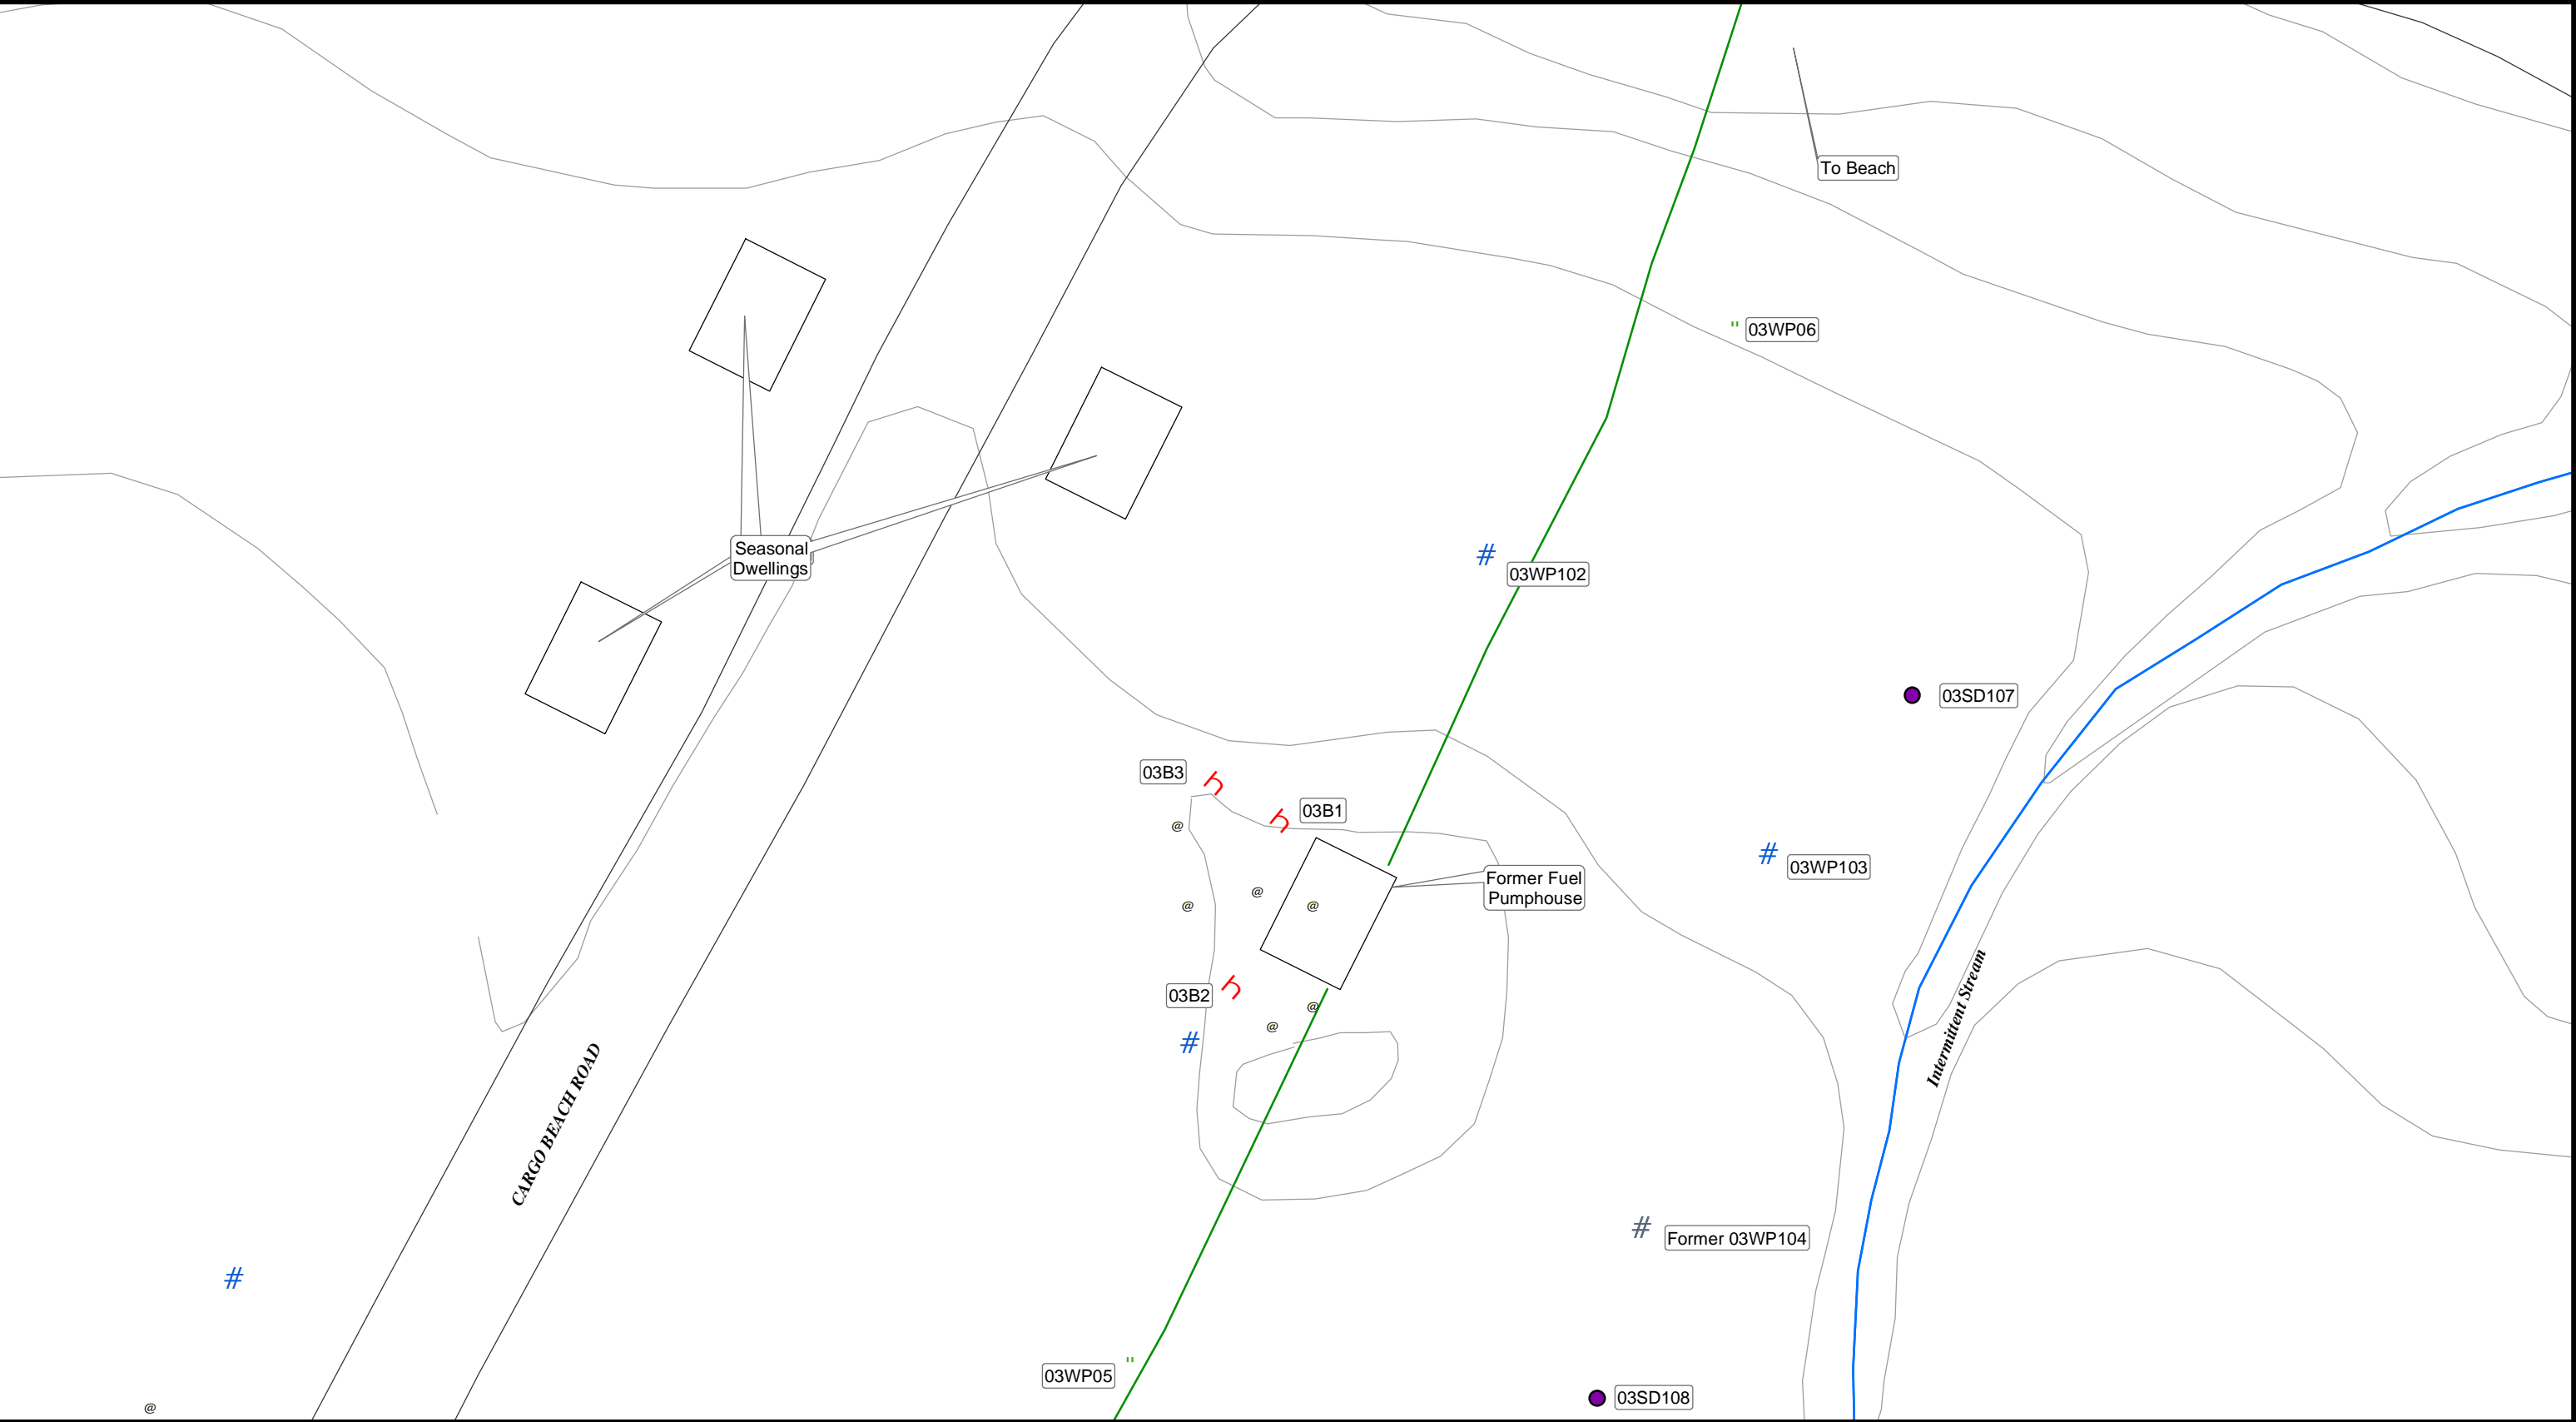 To Beach
" 03WP06
Seasonal
Dwellings
#
03WP102
03SD107
03B3
h
h
03B1
@
#
03WP103
Former Fuel
Pumphouse
@
@
@
03B2
h
@
@
#
Intermittent Stream
CARGO BEACH ROAD
#
Former 03WP104
#
03WP05 "
03SD108
@